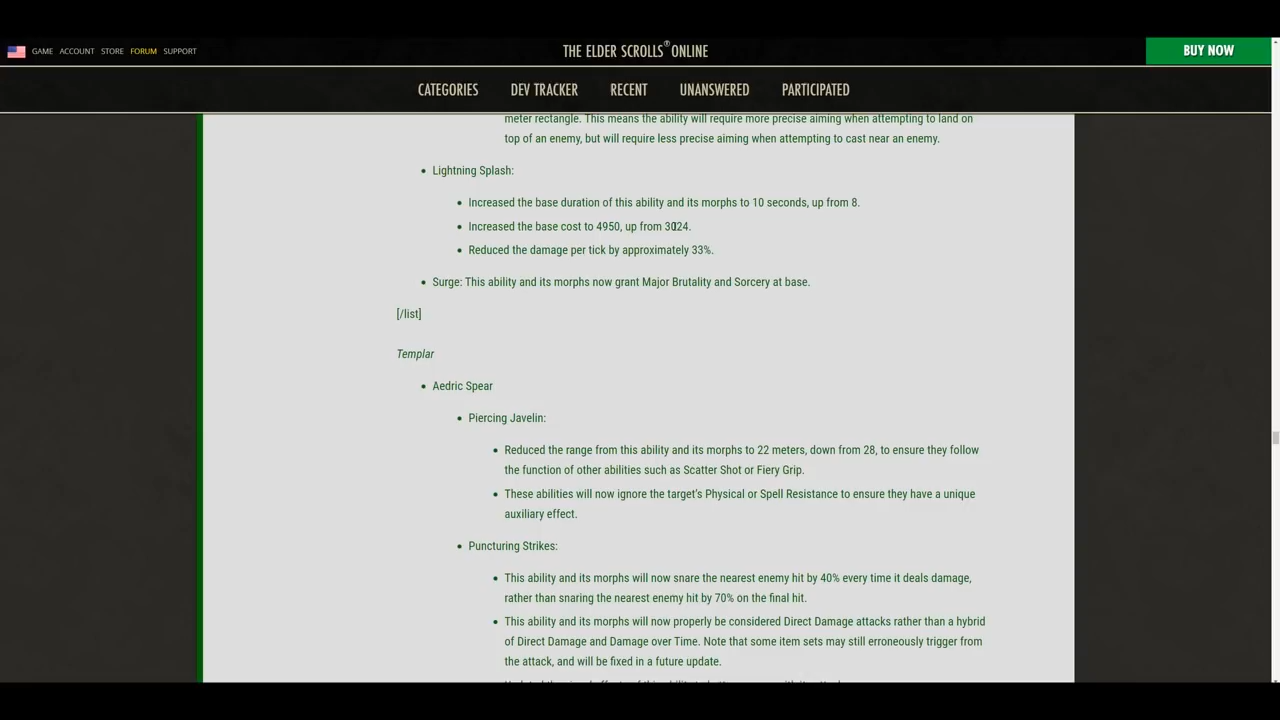 GAME ACCOUNT STORE FORUM SUPPORT
THE ELDER SCROLLS® ONLINE
BUY NOW
CATEGORIES DEV TRACKER RECENT UNANSWERED PARTICIPATED
meter rectangle. This means the ability will require more precise aiming when attempting to land on
top of an enemy, but will require less precise aiming when attempting to cast near an enemy.
• Lightning Splash:
• Increased the base duration of this ability and its morphs to 10 seconds, up from 8.
• Increased the base cost to 4950, up from 3024.
• Reduced the damage per tick by approximately 33%.
• Surge: This ability and its morphs now grant Major Brutality and Sorcery at base.
[/list]
Templar
• Aedric Spear
• Piercing Javelin:
• Reduced the range from this ability and its morphs to 22 meters, down from 28, to ensure they follow
the function of other abilities such as Scatter Shot or Fiery Grip.
• These abilities will now ignore the target's Physical or Spell Resistance to ensure they have a unique
auxiliary effect.
• Puncturing Strikes:
• This ability and its morphs will now snare the nearest enemy hit by 40% every time it deals damage,
rather than snaring the nearest enemy hit by 70% on the final hit.
• This ability and its morphs will now properly be considered Direct Damage attacks rather than a hybrid
of Direct Damage and Damage over Time. Note that some item sets may still erroneously trigger from
the attack, and will be fixed in a future update.